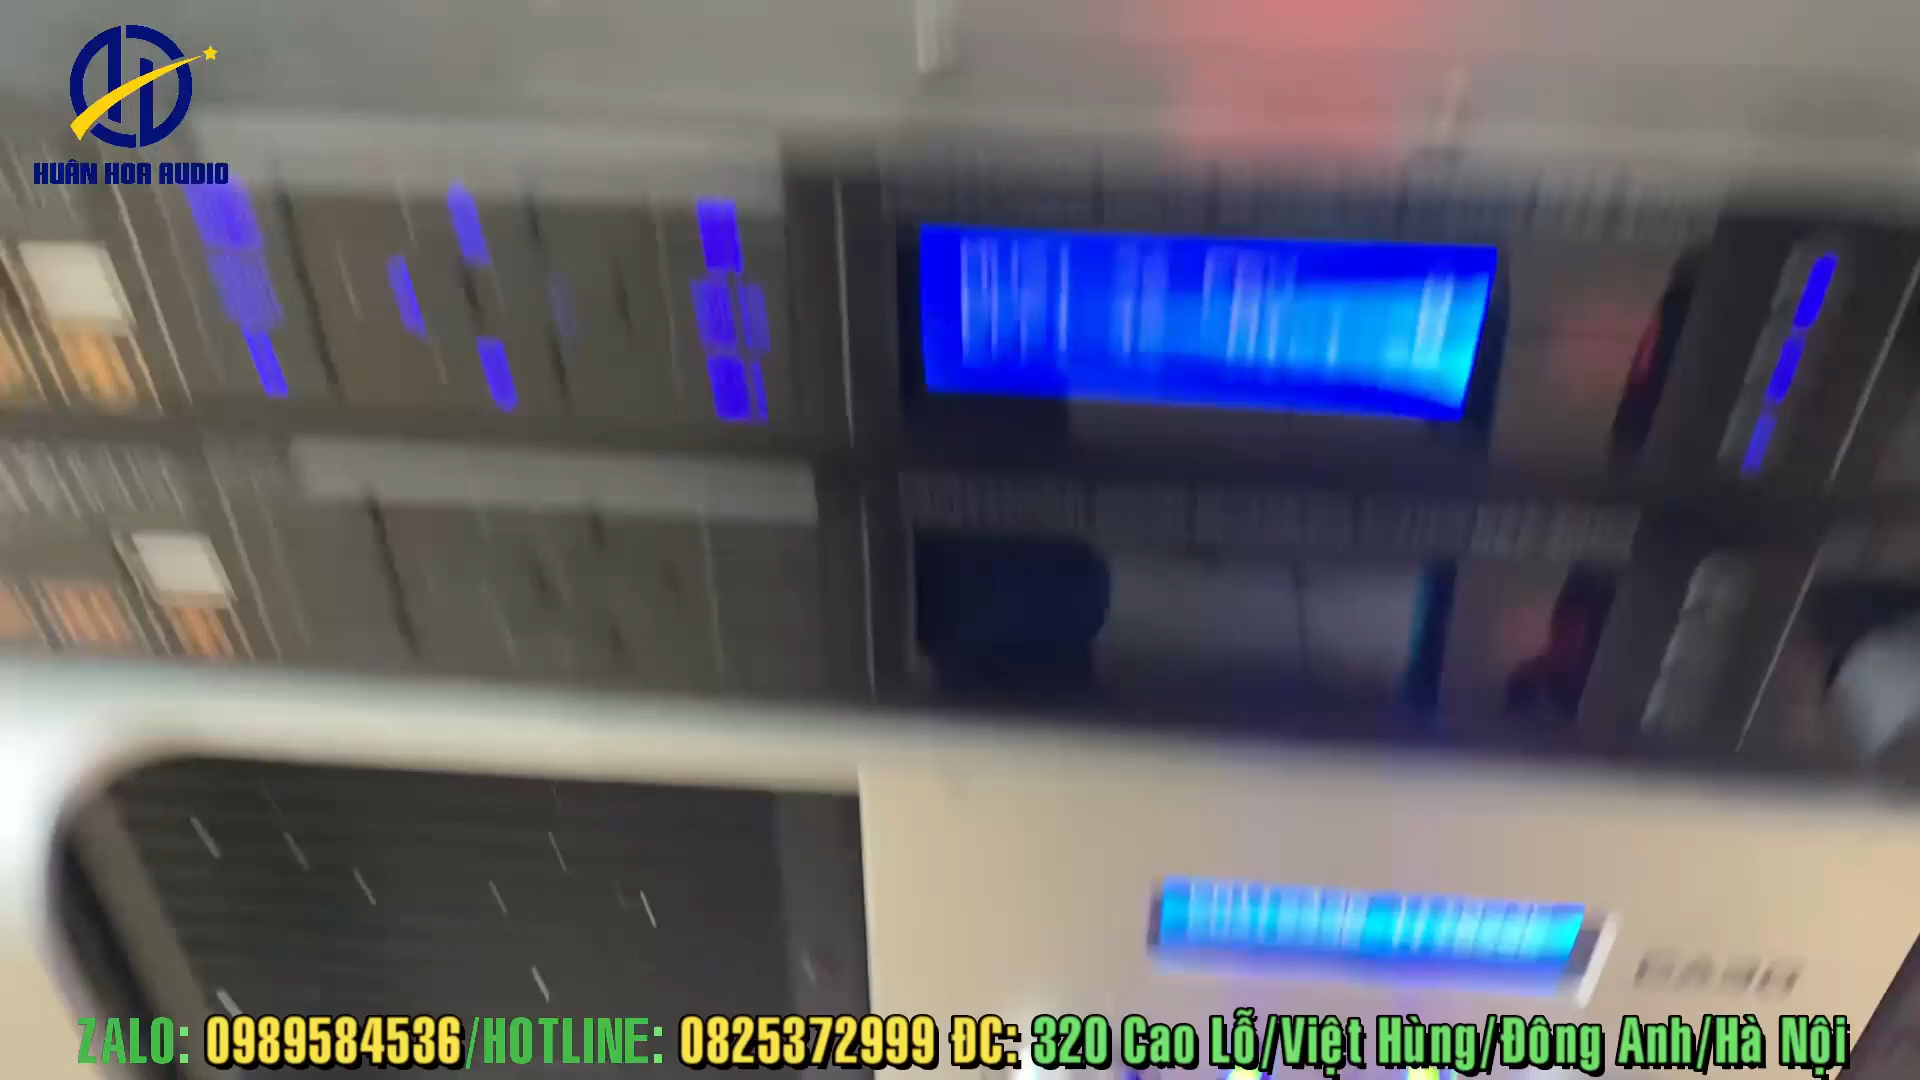 HUÂN HOA AUDIO
ZALO: 0989584536/HOTLINE: 0825372999 ĐC: 320 Cao Lỗ/Việt Hùng/Đông Anh/Hà Nội